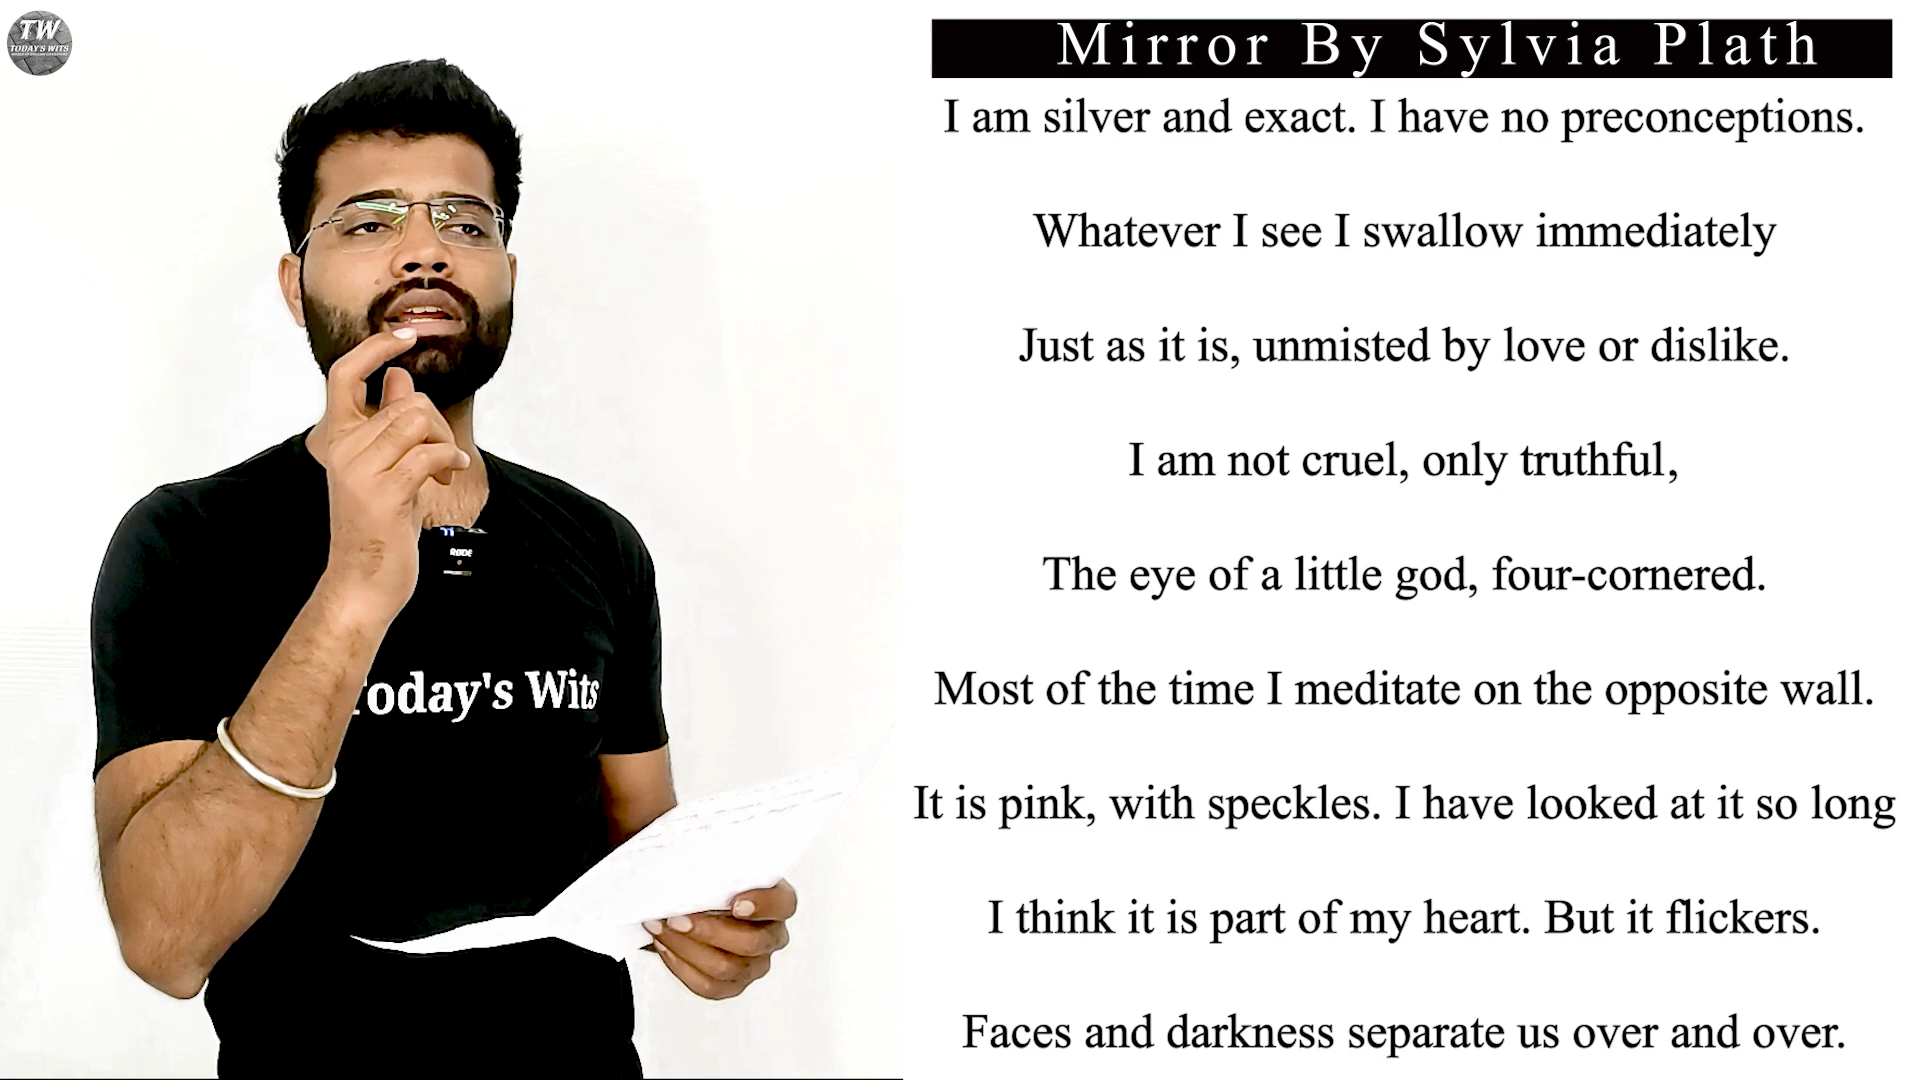 TW
TODAY'S WITS
Mirror By Sylvia Plath
I am silver and exact. I have no preconceptions.
Whatever I see I swallow immediately
Just as it is, unmisted by love or dislike.
I am not cruel, only truthful,
The eye of a little god, four-cornered.
Most of the time I meditate on the opposite wall.
It is pink, with speckles. I have looked at it so long
I think it is part of my heart. But it flickers.
Faces and darkness separate us over and over.
RØDE
Today's Wits